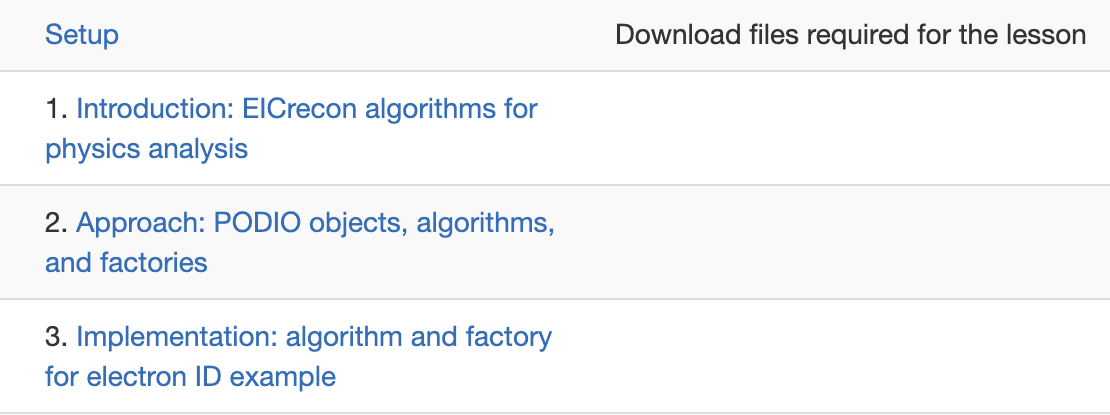 Setup
Download files required for the lesson
1. Introduction: EICrecon algorithms for
physics analysis
2. Approach: PODIO objects, algorithms,
and factories
3. Implementation: algorithm and factory
for electron ID example